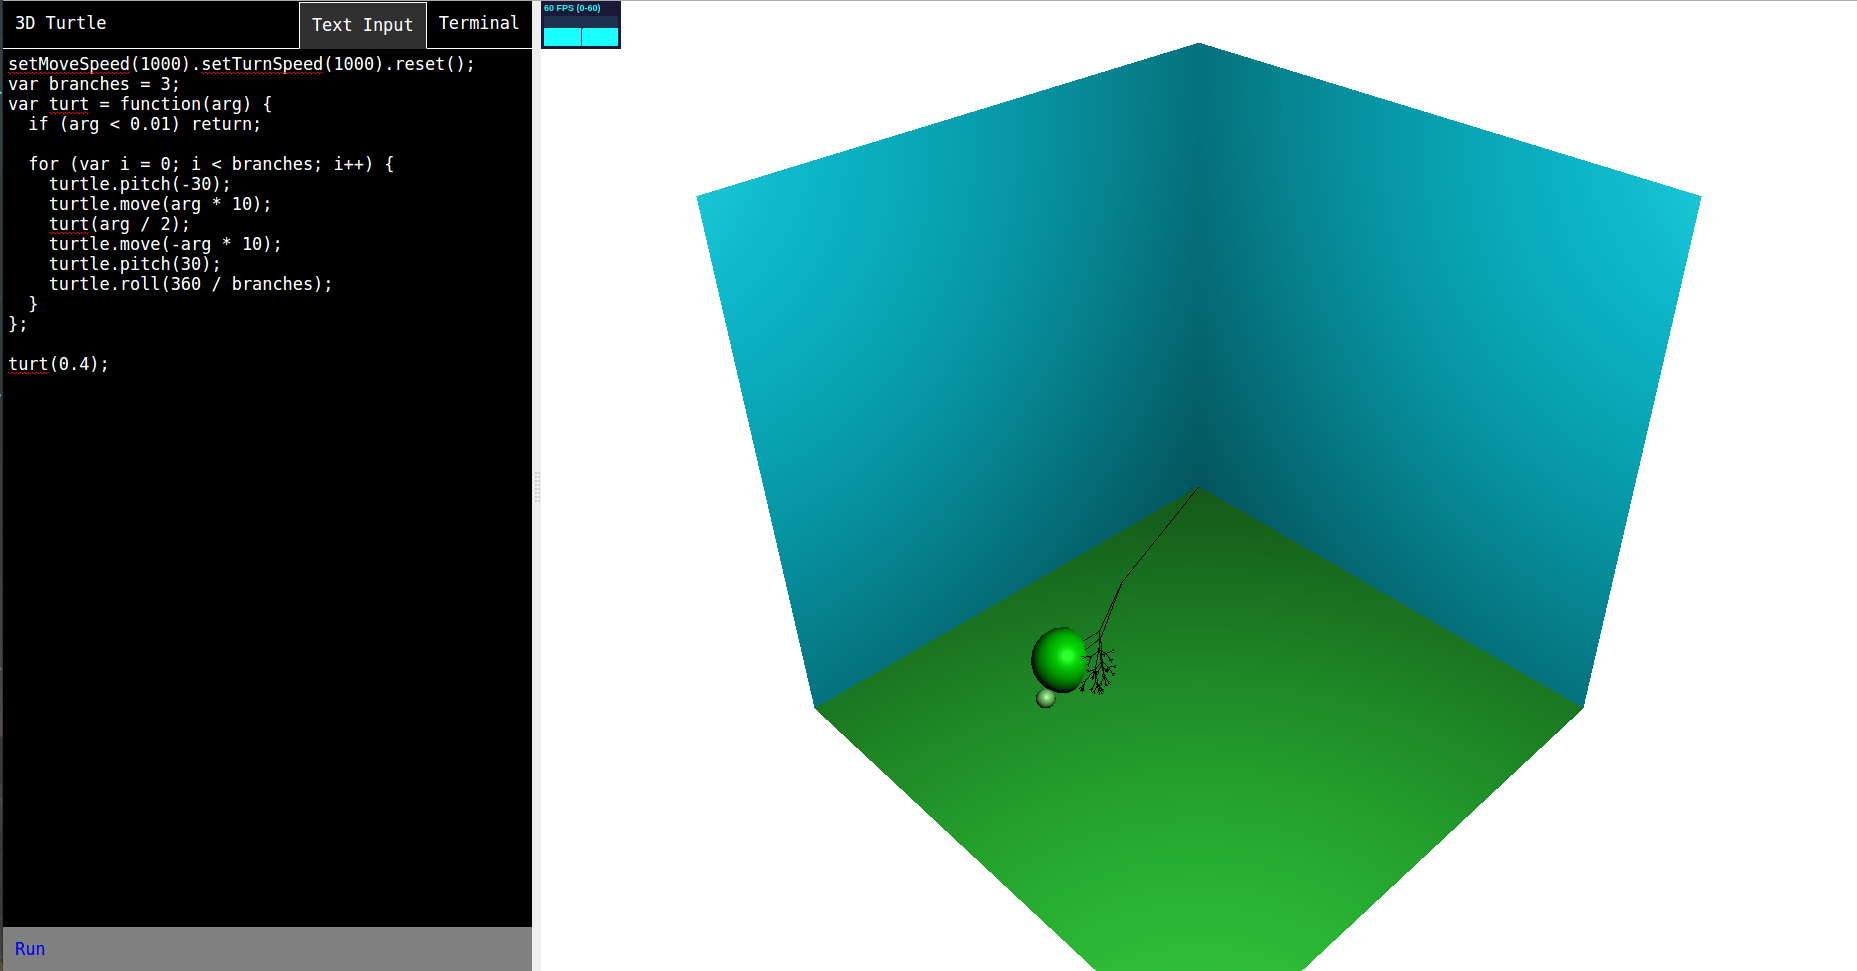 3D Turtle
Text Input
Terminal
60 FPS (0-60)
setMoveSpeed(1000).setTurnSpeed(1000).reset();
var branches = 3;
var turt = function(arg) {
  if (arg < 0.01) return;

  for (var i = 0; i < branches; i++) {
    turtle.pitch(-30);
    turtle.move(arg * 10);
    turt(arg / 2);
    turtle.move(-arg * 10);
    turtle.pitch(30);
    turtle.roll(360 / branches);
  }
};

turt(0.4);
Run